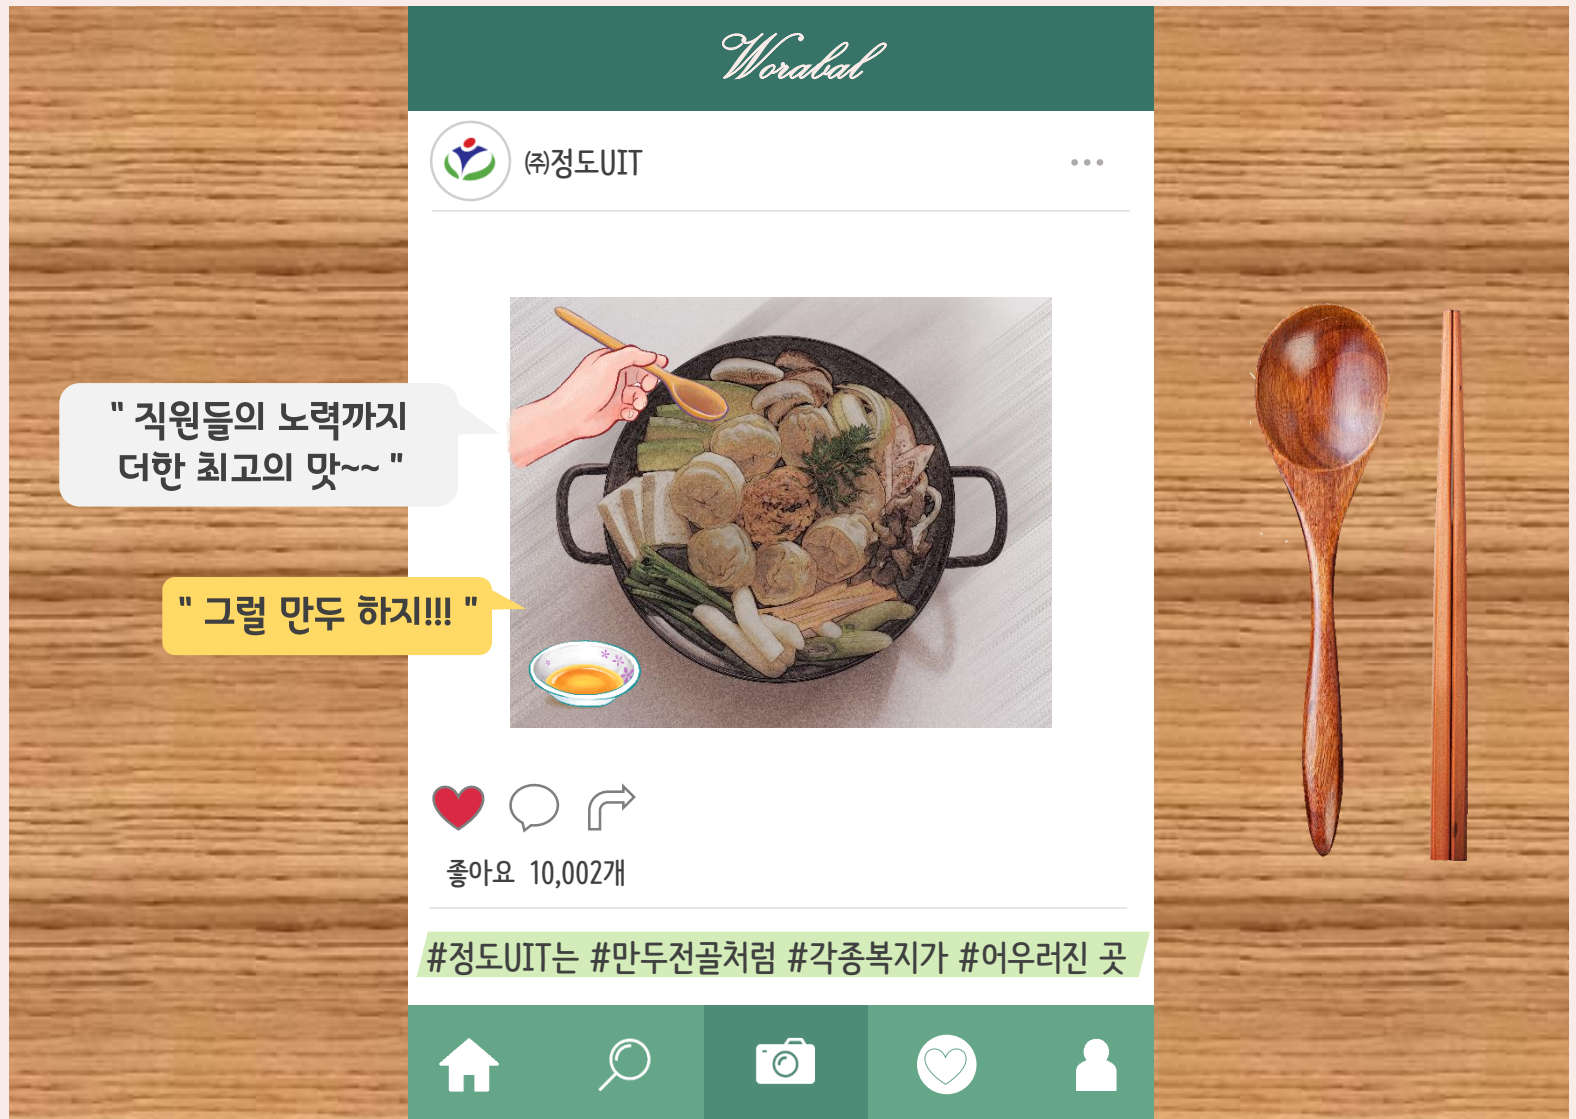 Worabal
㈜정도UIT
" 직원들의 노력까지
더한 최고의 맛~~ "
" 그럴 만두 하지!!! "
좋아요 10,002개
#정도UIT는 #만두전골처럼 #각종복지가 #어우러진 곳